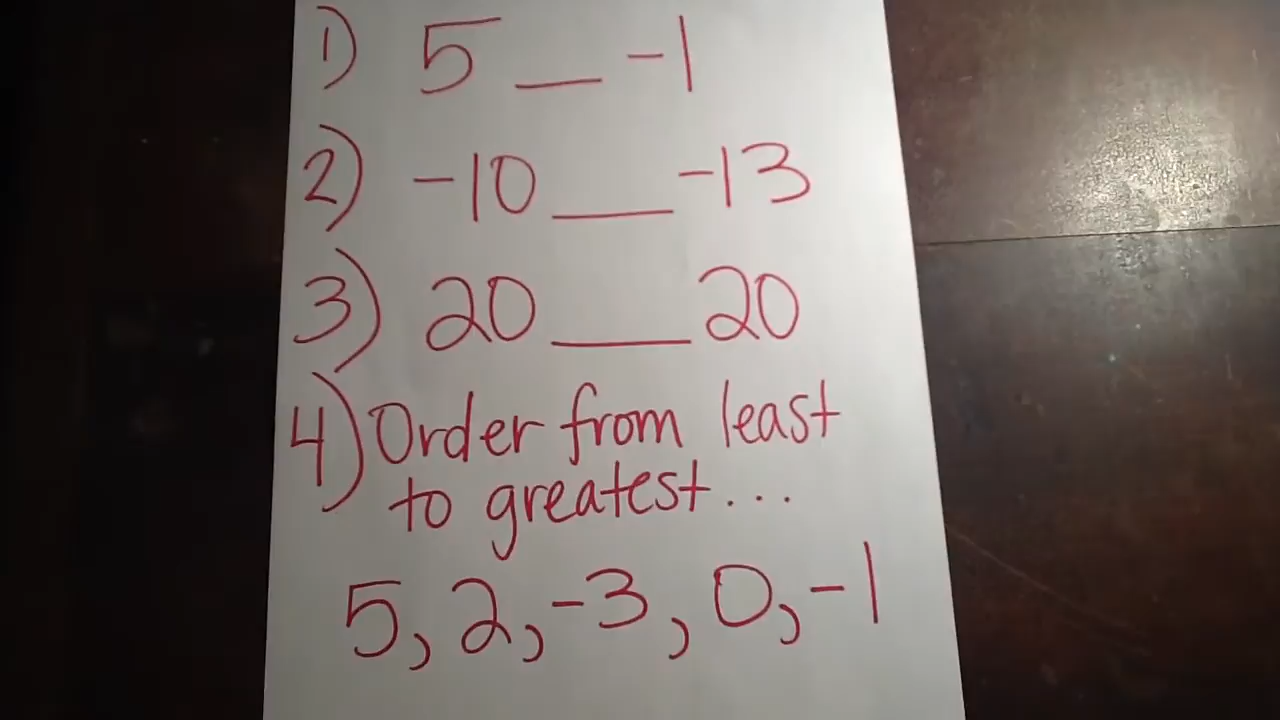 1) 5 __ -1
2) -10 ___ -13
3) 20 ___ 20
4) Order from least
to greatest...
5, 2, -3, 0, -1